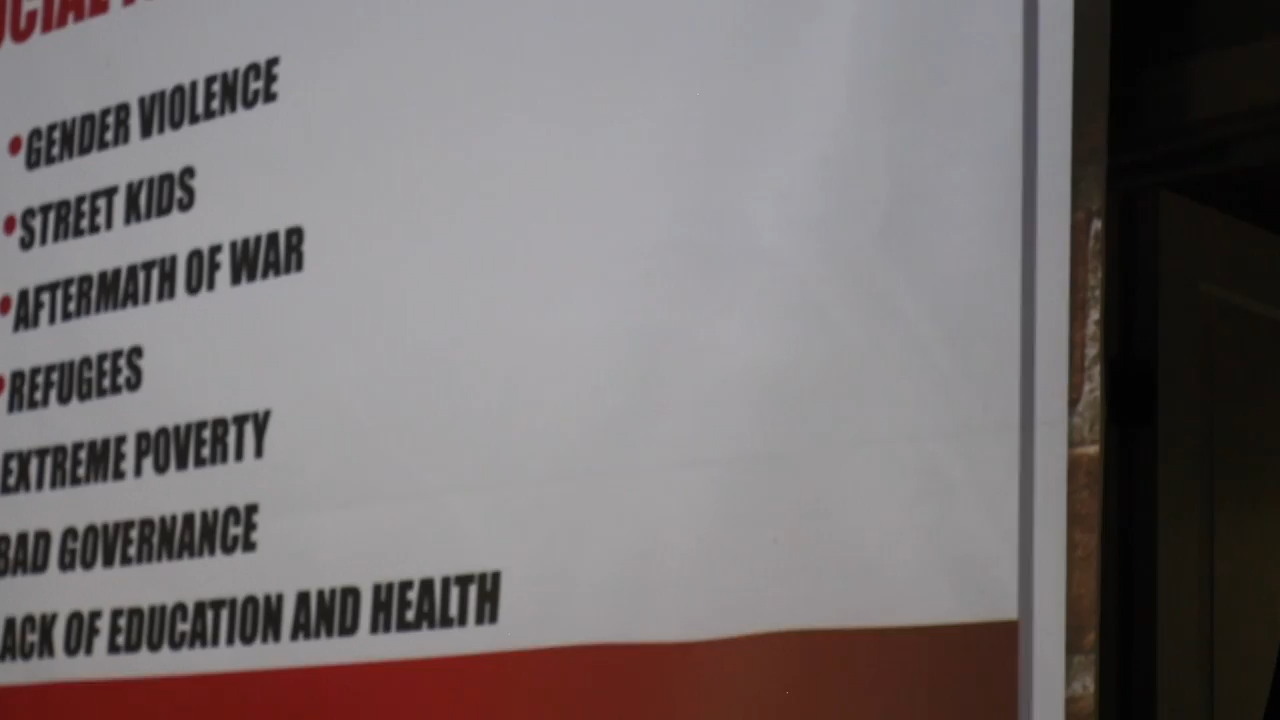 •GENDER VIOLENCE
•STREET KIDS
•AFTERMATH OF WAR
•REFUGEES
EXTREME POVERTY
BAD GOVERNANCE
ACK OF EDUCATION AND HEALTH